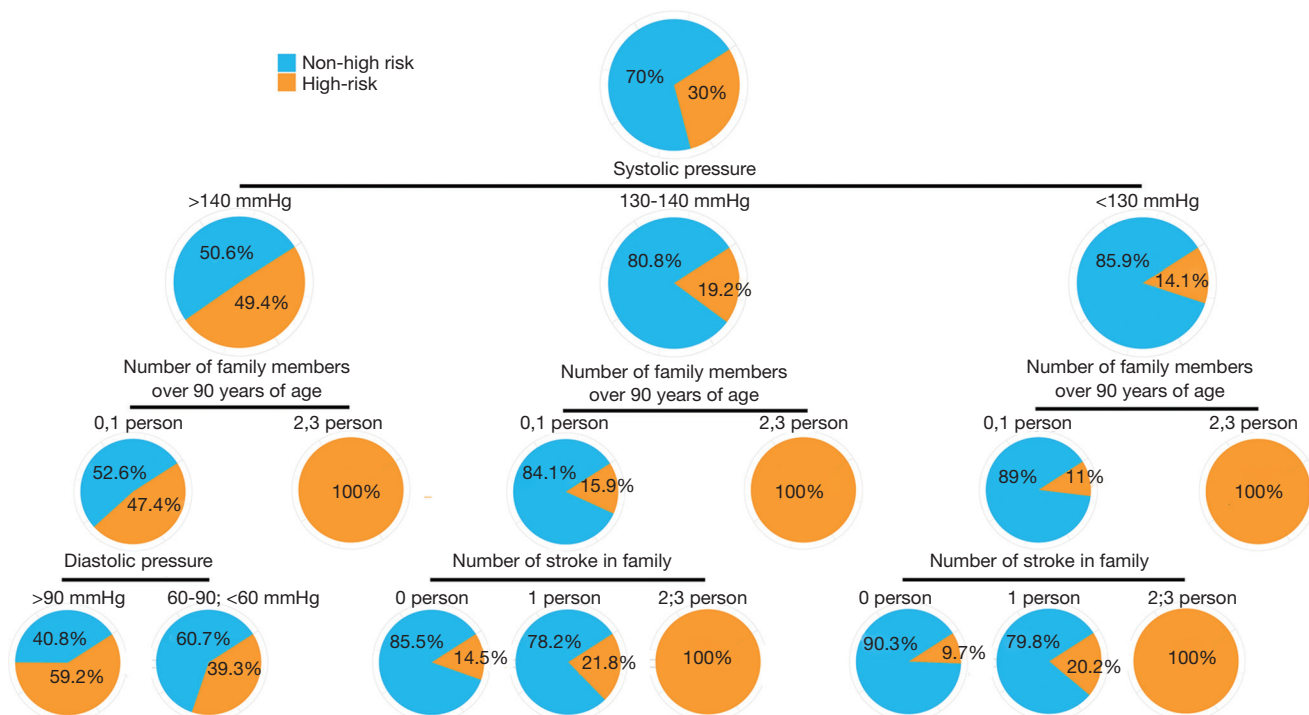 Non-high risk
High-risk
70%
30%
Systolic pressure
>140 mmHg
130-140 mmHg
<130 mmHg
50.6%
49.4%
80.8%
19.2%
85.9%
14.1%
Number of family members
over 90 years of age
Number of family members
over 90 years of age
Number of family members
over 90 years of age
0,1 person
2,3 person
0,1 person
2,3 person
0,1 person
2,3 person
52.6%
47.4%
100%
84.1%
15.9%
100%
89%
11%
100%
Diastolic pressure
Number of stroke in family
Number of stroke in family
>90 mmHg
60-90; <60 mmHg
0 person
1 person
2;3 person
0 person
1 person
2;3 person
40.8%
59.2%
60.7%
39.3%
85.5%
14.5%
78.2%
21.8%
100%
90.3%
9.7%
79.8%
20.2%
100%